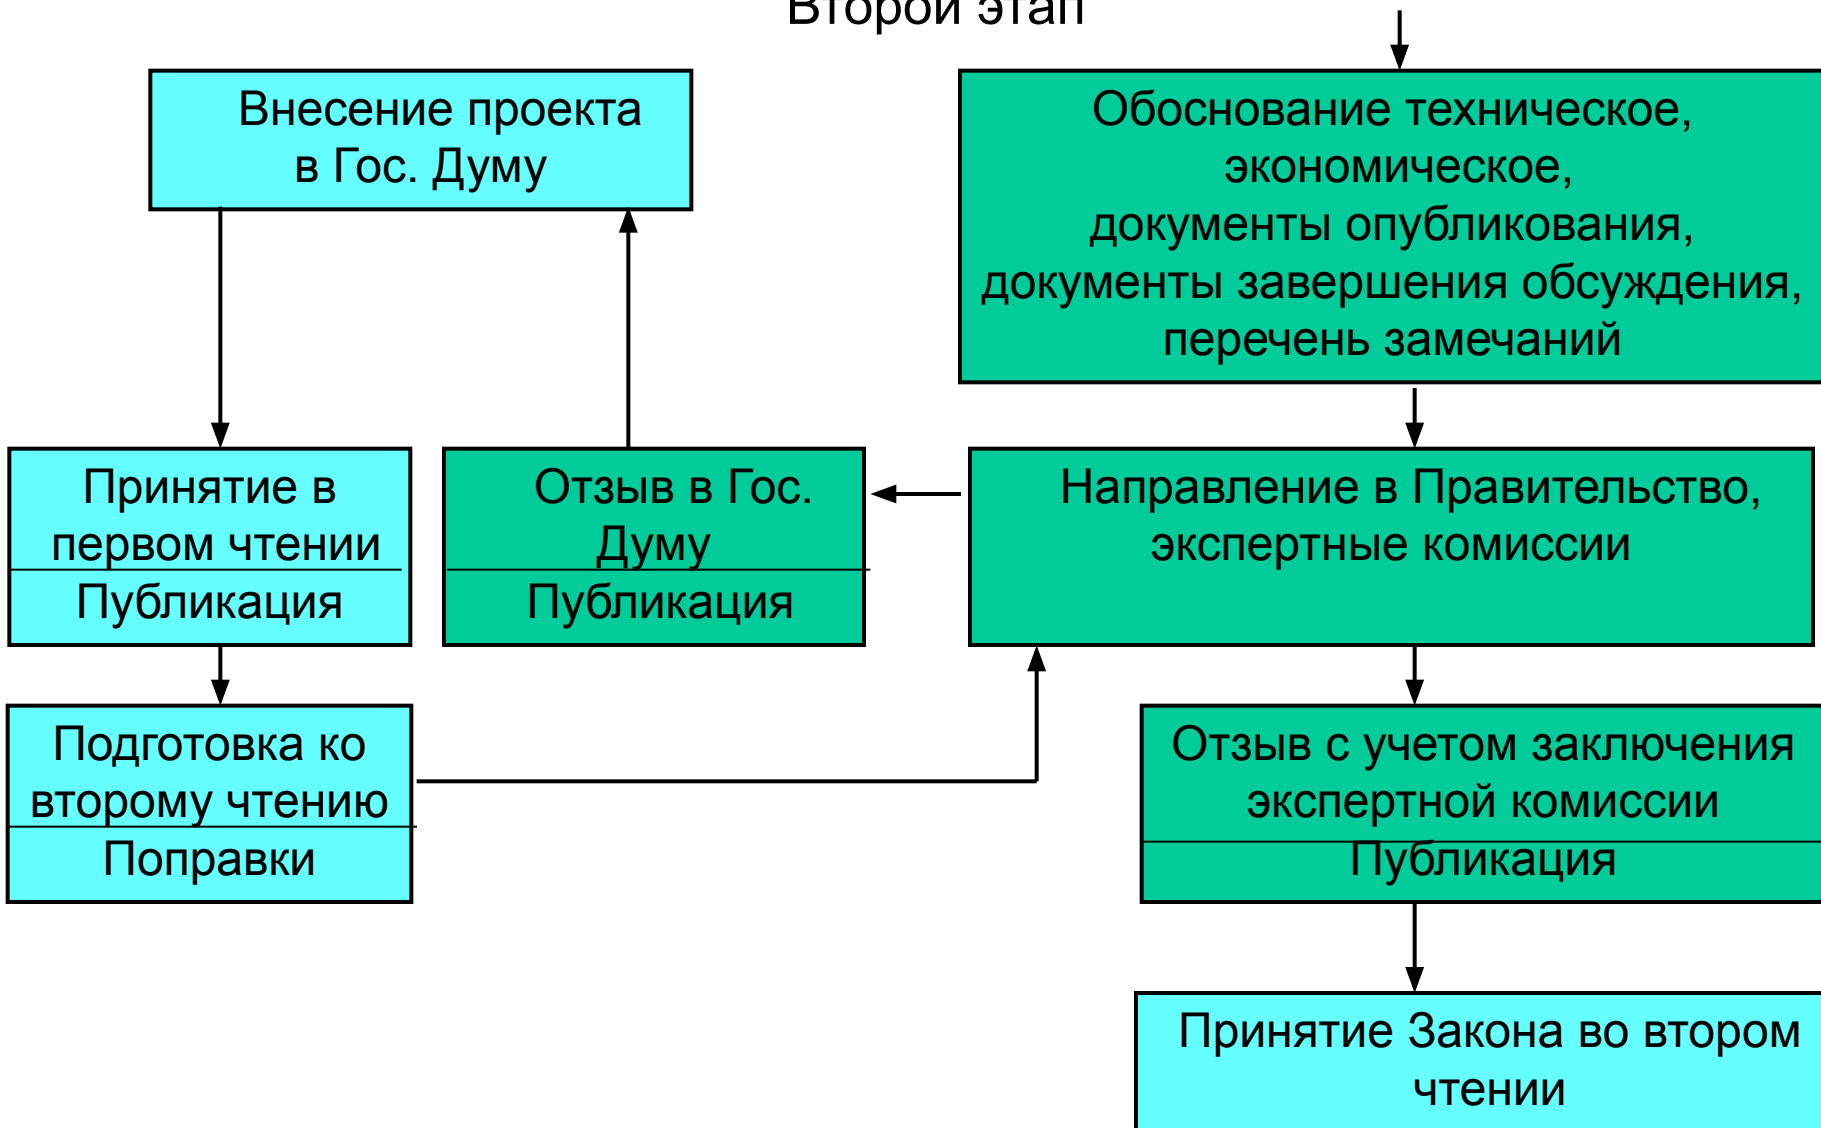 Второй этап
Внесение проекта
в Гос. Думу
Обоснование техническое,
экономическое,
документы опубликования,
документы завершения обсуждения,
перечень замечаний
Принятие в
первом чтении
Публикация
Отзыв в Гос.
Думу
Публикация
Направление в Правительство,
экспертные комиссии
Подготовка ко
второму чтению
Поправки
Отзыв с учетом заключения
экспертной комиссии
Публикация
Принятие Закона во втором
чтении